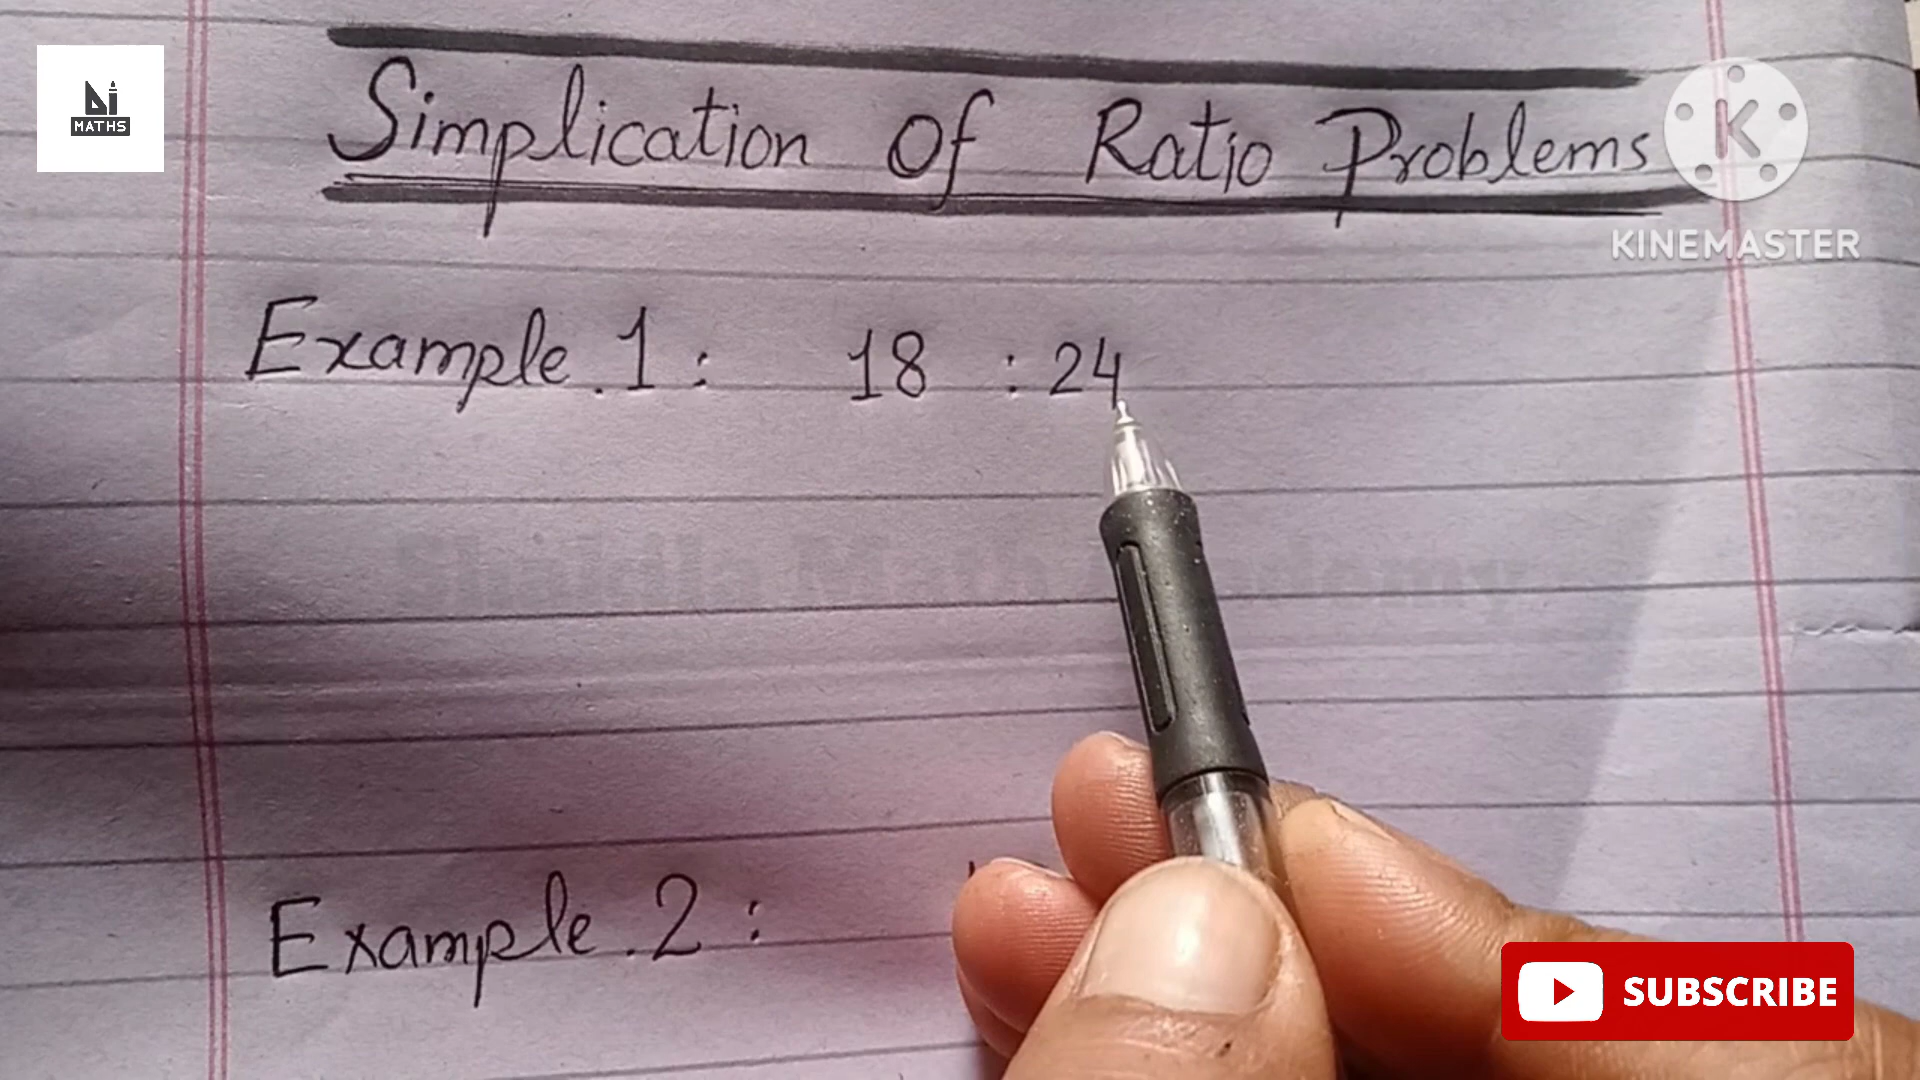 MATHS
Simplication Of Ratio Problems
KINEMASTER
Example.1: 18 : 24
Example.2:
SUBSCRIBE